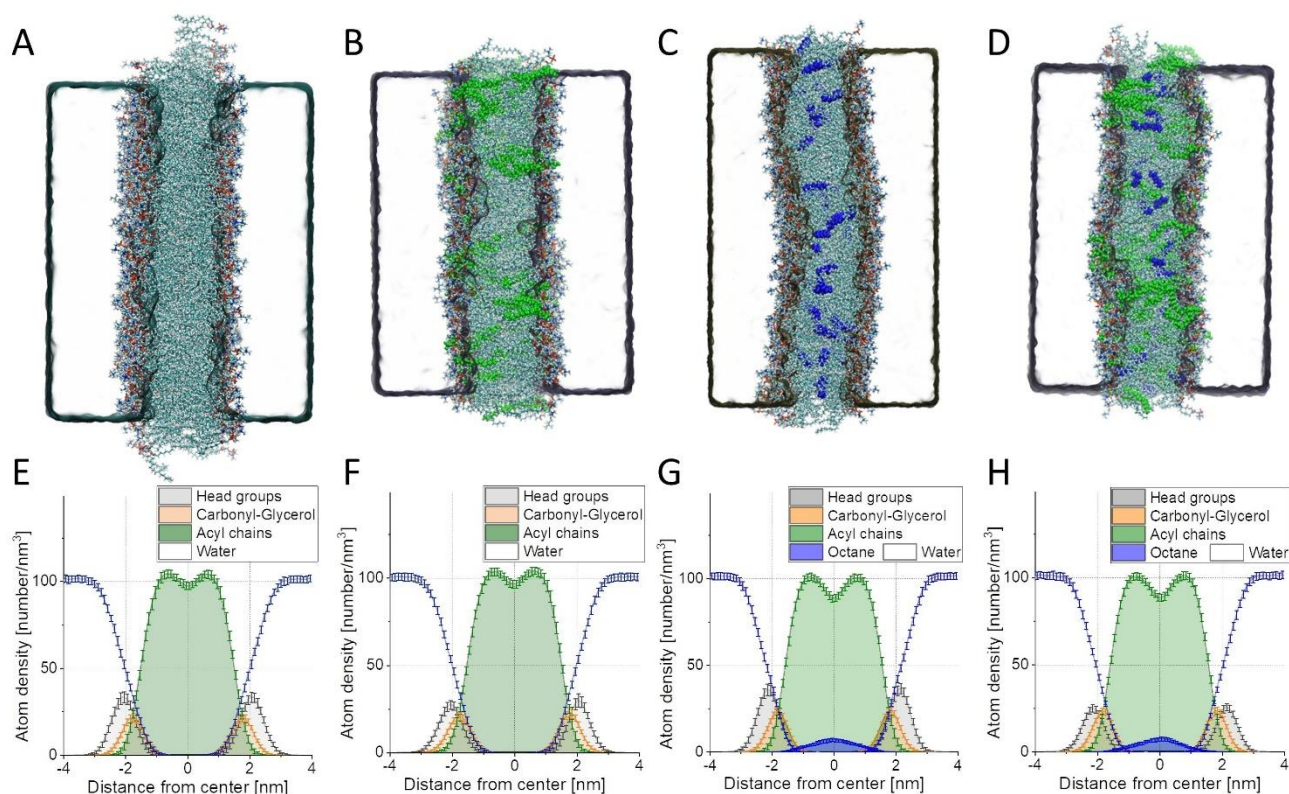 A
B
C
D
E
Head groups
Carbonyl-Glycerol
Acyl chains
Water
Atom density [number/nm³]
100
50
0
-4
-2
0
2
4
Distance from center [nm]
F
Head groups
Carbonyl-Glycerol
Acyl chains
Water
Atom density [number/nm³]
100
50
0
-4
-2
0
2
4
Distance from center [nm]
G
Head groups
Carbonyl-Glycerol
Acyl chains
Octane Water
Atom density [number/nm³]
100
50
0
-4
-2
0
2
4
Distance from center [nm]
H
Head groups
Carbonyl-Glycerol
Acyl chains
Octane Water
Atom density [number/nm³]
100
50
0
-4
-2
0
2
4
Distance from center [nm]